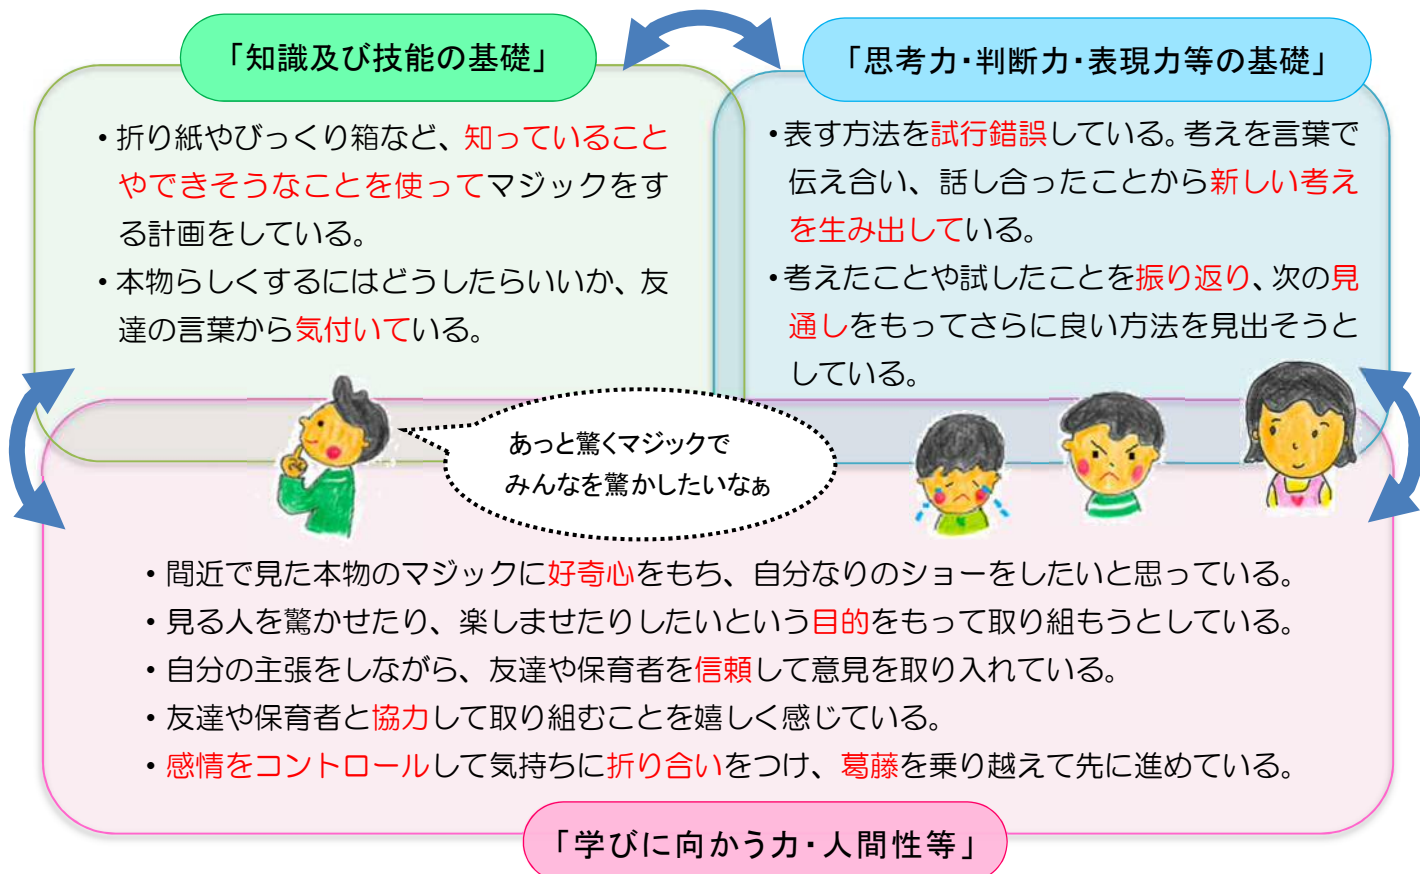 「知識及び技能の基礎」
・折り紙やびっくり箱など、知っていること
やできそうなことを使ってマジックをす
る計画をしている。
・本物らしくするにはどうしたらいいか、友
達の言葉から気付いている。
「思考力・判断力・表現力等の基礎」
・表す方法を試行錯誤している。考えを言葉で
伝え合い、話し合ったことから新しい考え
を生み出している。
・考えたことや試したことを振り返り、次の見
通しをもってさらに良い方法を見出そうと
している。
あっと驚くマジックで
みんなを驚かしたいなぁ
・間近で見た本物のマジックに好奇心をもち、自分なりのショーをしたいと思っている。
・見る人を驚かせたり、楽しませたりしたいという目的をもって取り組もうとしている。
・自分の主張をしながら、友達や保育者を信頼して意見を取り入れている。
・友達や保育者と協力して取り組むことを嬉しく感じている。
・感情をコントロールして気持ちに折り合いをつけ、葛藤を乗り越えて先に進めている。
「学びに向かう力・人間性等」